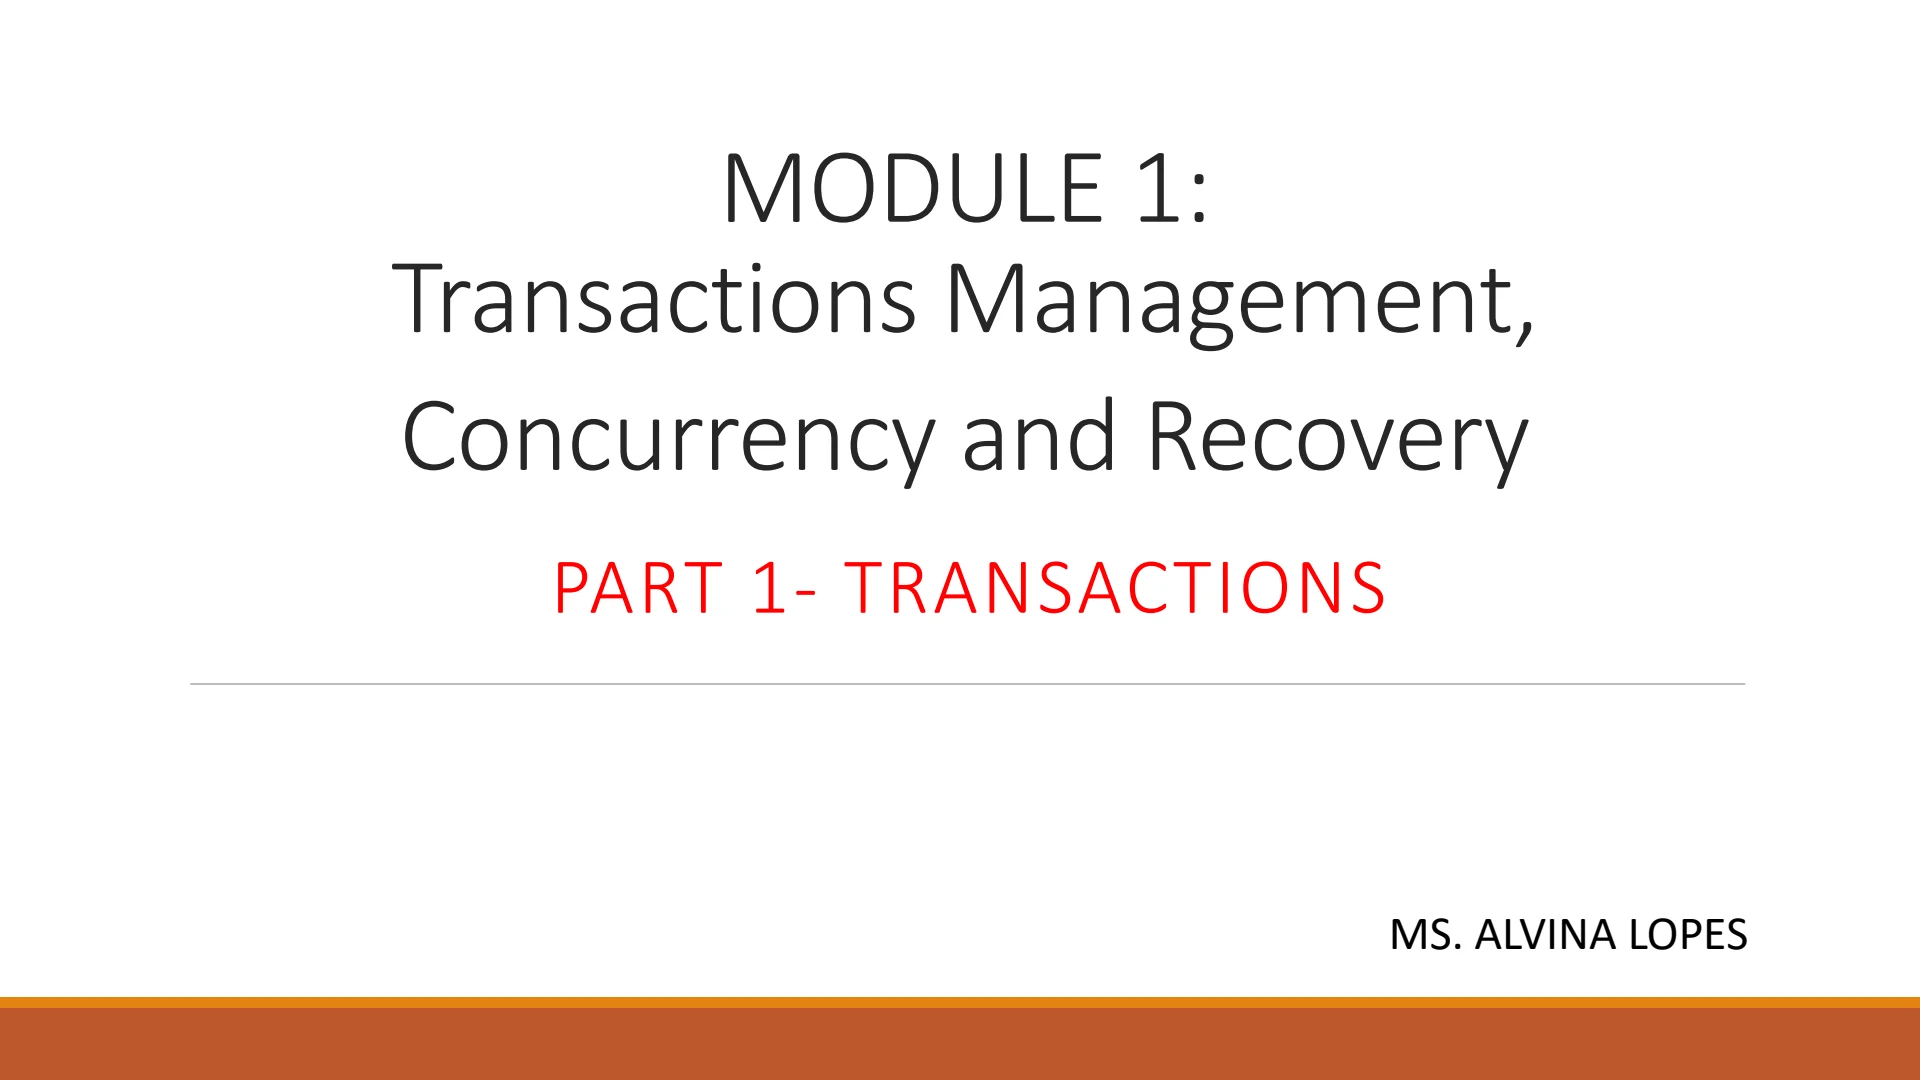 MODULE 1:
Transactions Management,
Concurrency and Recovery
PART 1- TRANSACTIONS
MS. ALVINA LOPES